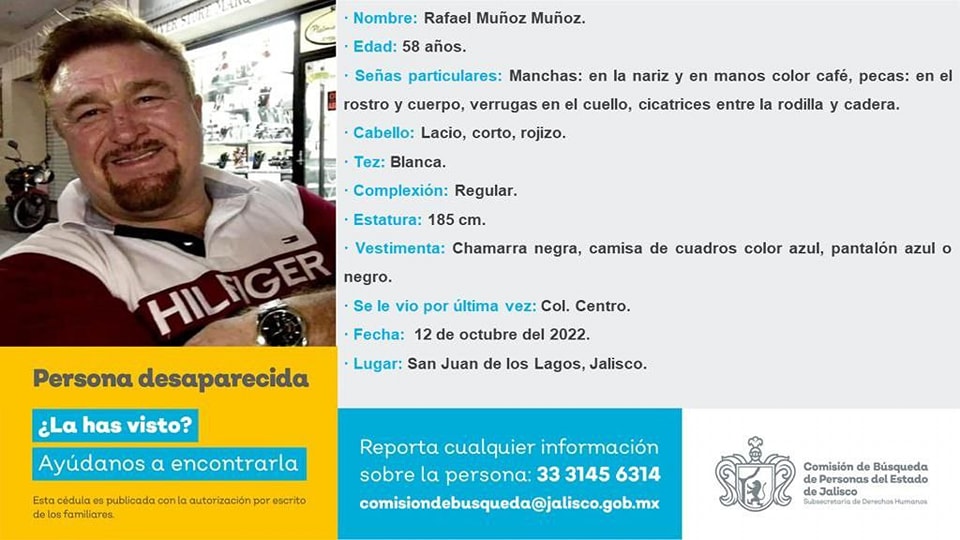 · Nombre: Rafael Muñoz Muñoz.
· Edad: 58 años.
· Señas particulares: Manchas: en la nariz y en manos color café, pecas: en el
rostro y cuerpo, verrugas en el cuello, cicatrices entre la rodilla y cadera.
· Cabello: Lacio, corto, rojizo.
· Tez: Blanca.
· Complexión: Regular.
· Estatura: 185 cm.
· Vestimenta: Chamarra negra, camisa de cuadros color azul, pantalón azul o
negro.
· Se le vio por última vez: Col. Centro.
· Fecha: 12 de octubre del 2022.
· Lugar: San Juan de los Lagos, Jalisco.
HILFIGER
Persona desaparecida
¿La has visto?
Ayúdanos a encontrarla
Esta cédula es publicada con la autorización por escrito
de los familiares.
Reporta cualquier información
sobre la persona: 33 3145 6314
comisiondebusqueda@jalisco.gob.mx
Comisión de Búsqueda
de Personas del Estado
de Jalisco
Subsecretaría de Derechos Humanos